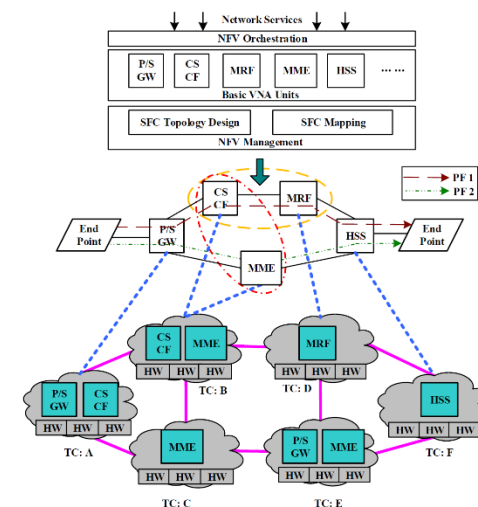 Network Services
NFV Orchestration
P/S GW
CS CF
MRF
MME
HSS
... ...
Basic VNA Units
SFC Topology Design
SFC Mapping
NFV Management
PF 1
PF 2
CS CF
MRF
End Point
P/S GW
HSS
End Point
MME
CS CF
MME
HW HW HW
TC: B
MRF
HW HW HW
TC: D
P/S GW
CS CF
HW HW HW
TC: A
HSS
HW HW HW
TC: F
MME
HW HW HW
TC: C
P/S GW
MME
HW HW HW
TC: E